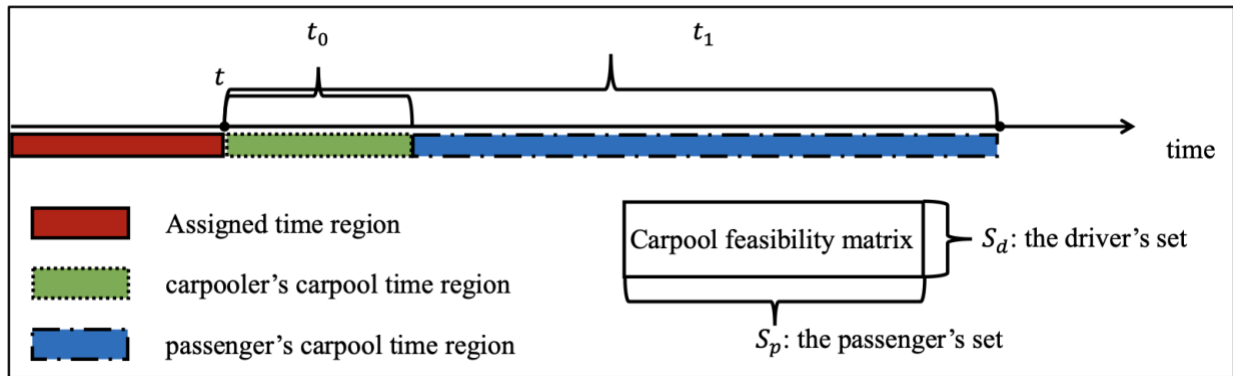 t₀
t₁
t
time
Assigned time region
carpooler's carpool time region
passenger's carpool time region
Carpool feasibility matrix
S_d: the driver's set
S_p: the passenger's set